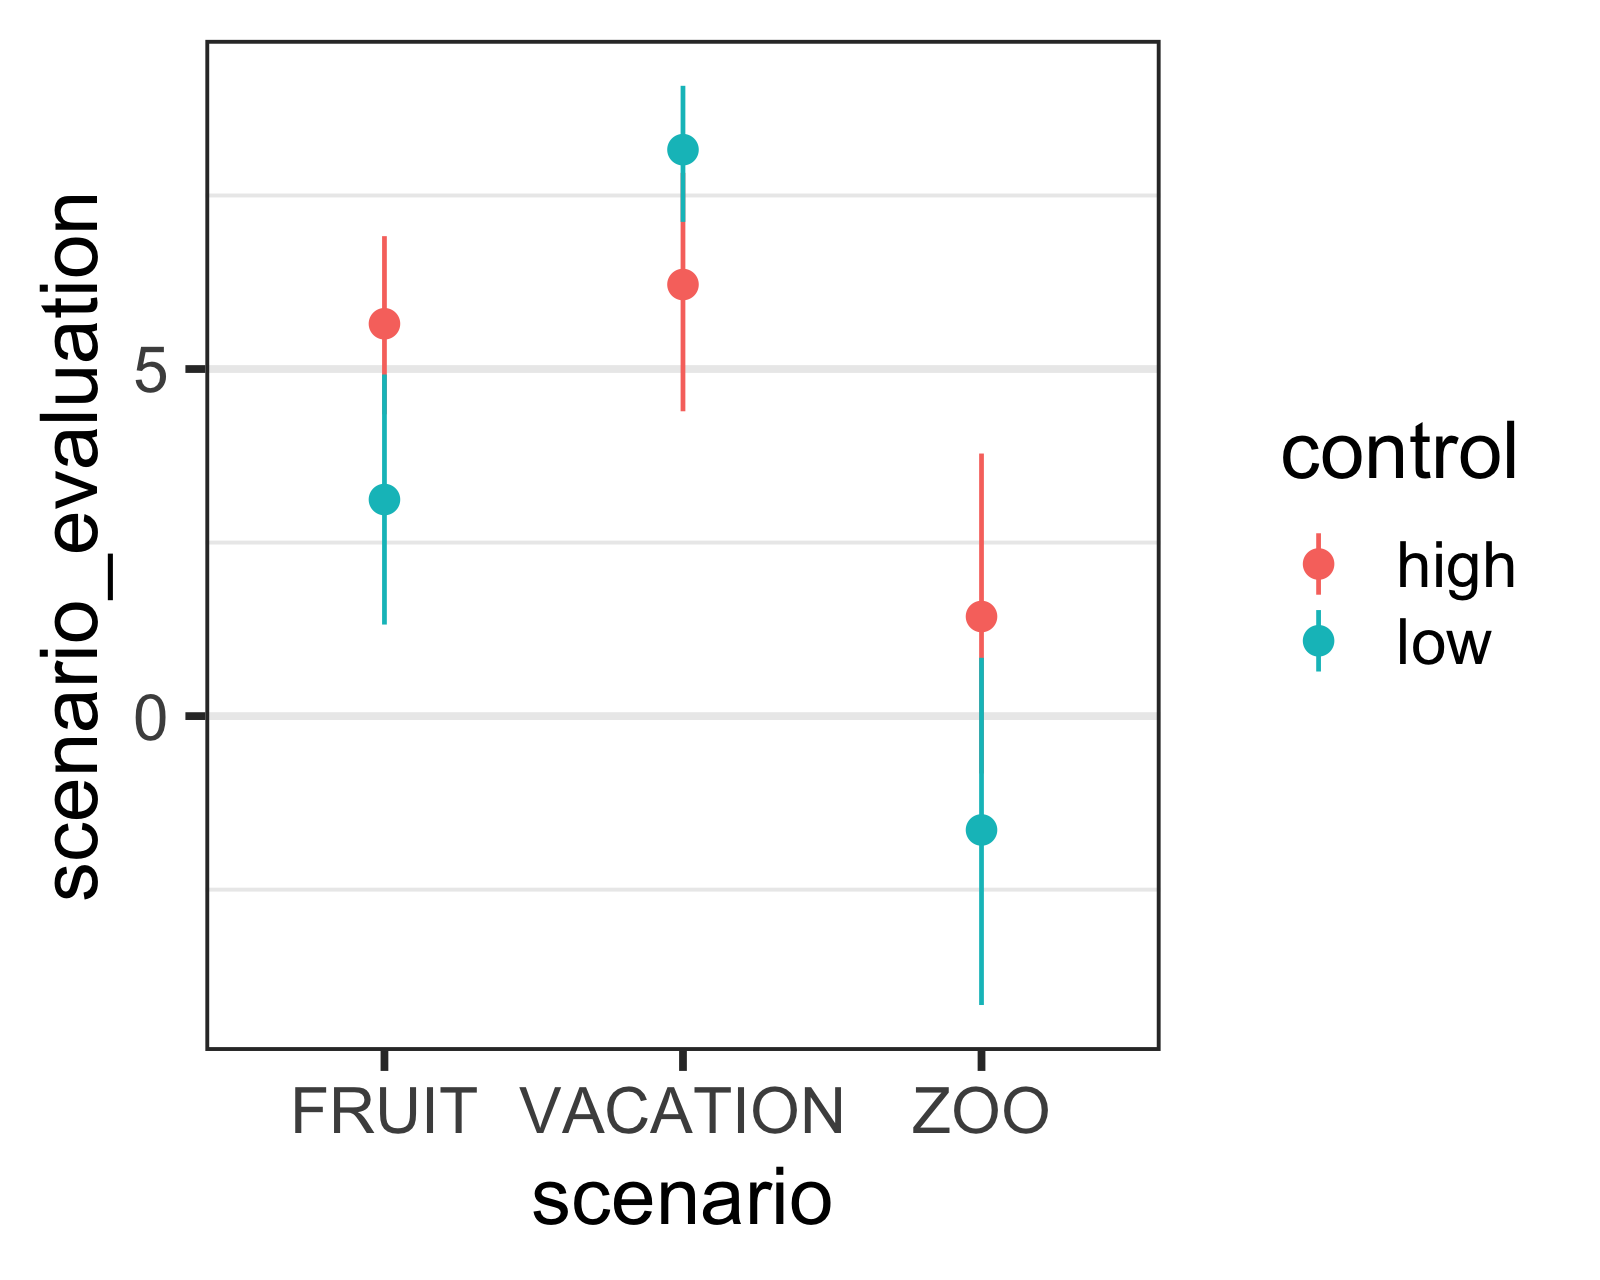 scenario_evaluation
5
0
FRUIT VACATION ZOO
scenario
control
high
low